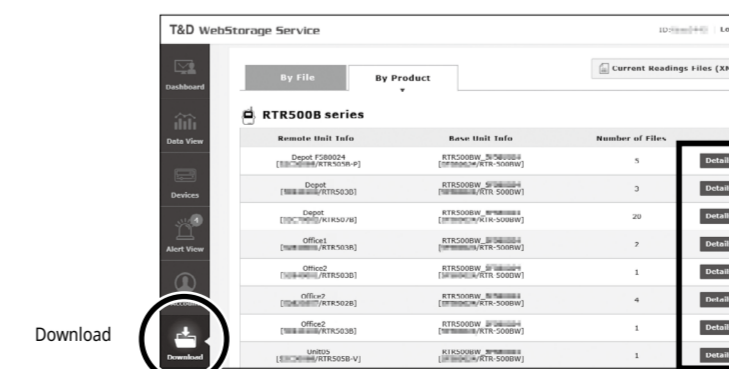 T&D WebStorage Service
ID: Lo
Dashboard
Data View
Devices
4
Alert View
Download
Download
By File
By Product
Current Readings Files (XM
RTR500B series
Remote Unit Info
Base Unit Info
Number of Files
Depot F580024
/RTR505B-P]
RTR500BW_
/RTR-500BW]
5
Detail
Depot
/RTR503B]
RTR500BW_
/RTR-500BW]
3
Detail
Depot
/RTR507B]
RTR500BW_
/RTR-500BW]
20
Detail
Office1
/RTR503B]
RTR500BW_
/RTR-500BW]
2
Detail
Office2
/RTR503B]
RTR500BW_
/RTR-500BW]
1
Detail
Office2
/RTR502B]
RTR500BW_
/RTR-500BW]
4
Detail
Office2
/RTR503B]
RTR500BW_
/RTR-500BW]
1
Detail
Unit05
/RTR505B-V]
RTR500BW_
/RTR-500BW]
1
Detail